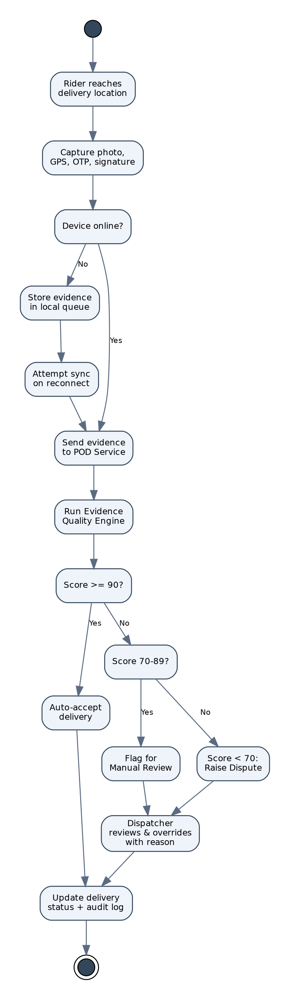 Rider reaches
delivery location
Capture photo,
GPS, OTP, signature
Device online?
No
Store evidence
in local queue
Yes
Attempt sync
on reconnect
Send evidence
to POD Service
Run Evidence
Quality Engine
Score >= 90?
Yes
No
Score 70-89?
Auto-accept
delivery
Yes
No
Flag for
Manual Review
Score < 70:
Raise Dispute
Dispatcher
reviews & overrides
with reason
Update delivery
status + audit log